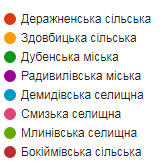 Деражненська сільська
Здовбицька сільська
Дубенська міська
Радивилівська міська
Демидівська селищна
Смизька селищна
Млинівська селищна
Бокіймівська сільська